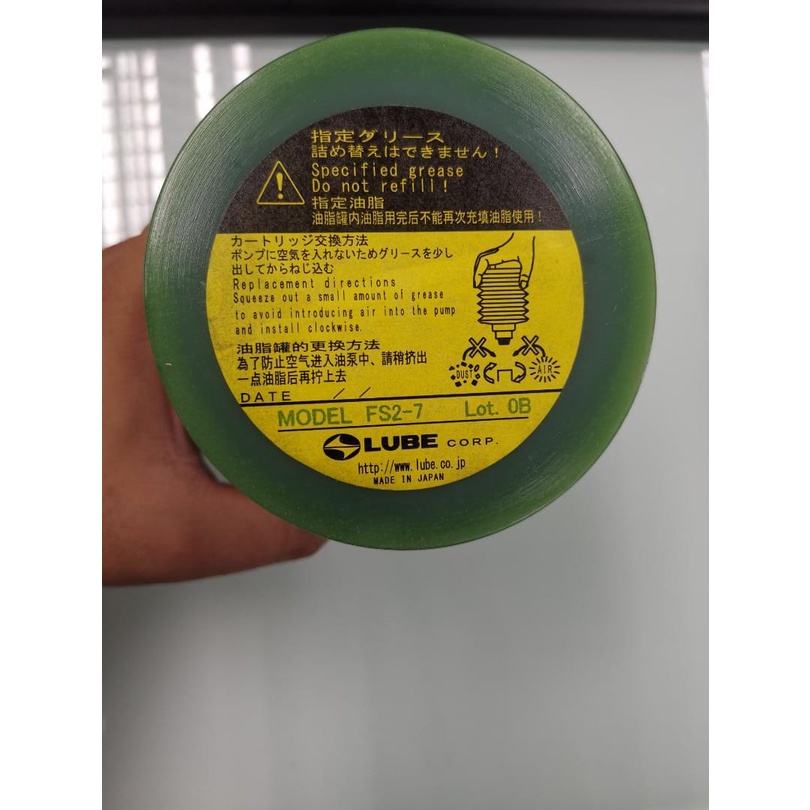 指定グリース
詰め替えはできません！
Specified grease
Do not refill!
指定油脂
油脂罐内油脂用完后不能再次充填油脂使用！
カートリッジ交換方法
ポンプに空気を入れないためグリースを少し
出してからねじ込む
Replacement directions
Squeeze out a small amount of grease
to avoid introducing air into the pump
and install clockwise.
油脂罐的更换方法
為了防止空气进入油泵中、請稍挤出
一点油脂后再拧上去
DUST
AIR
DATE / /
MODEL FS2-7 Lot. 0B
LUBE CORP.
http://www.lube.co.jp
MADE IN JAPAN